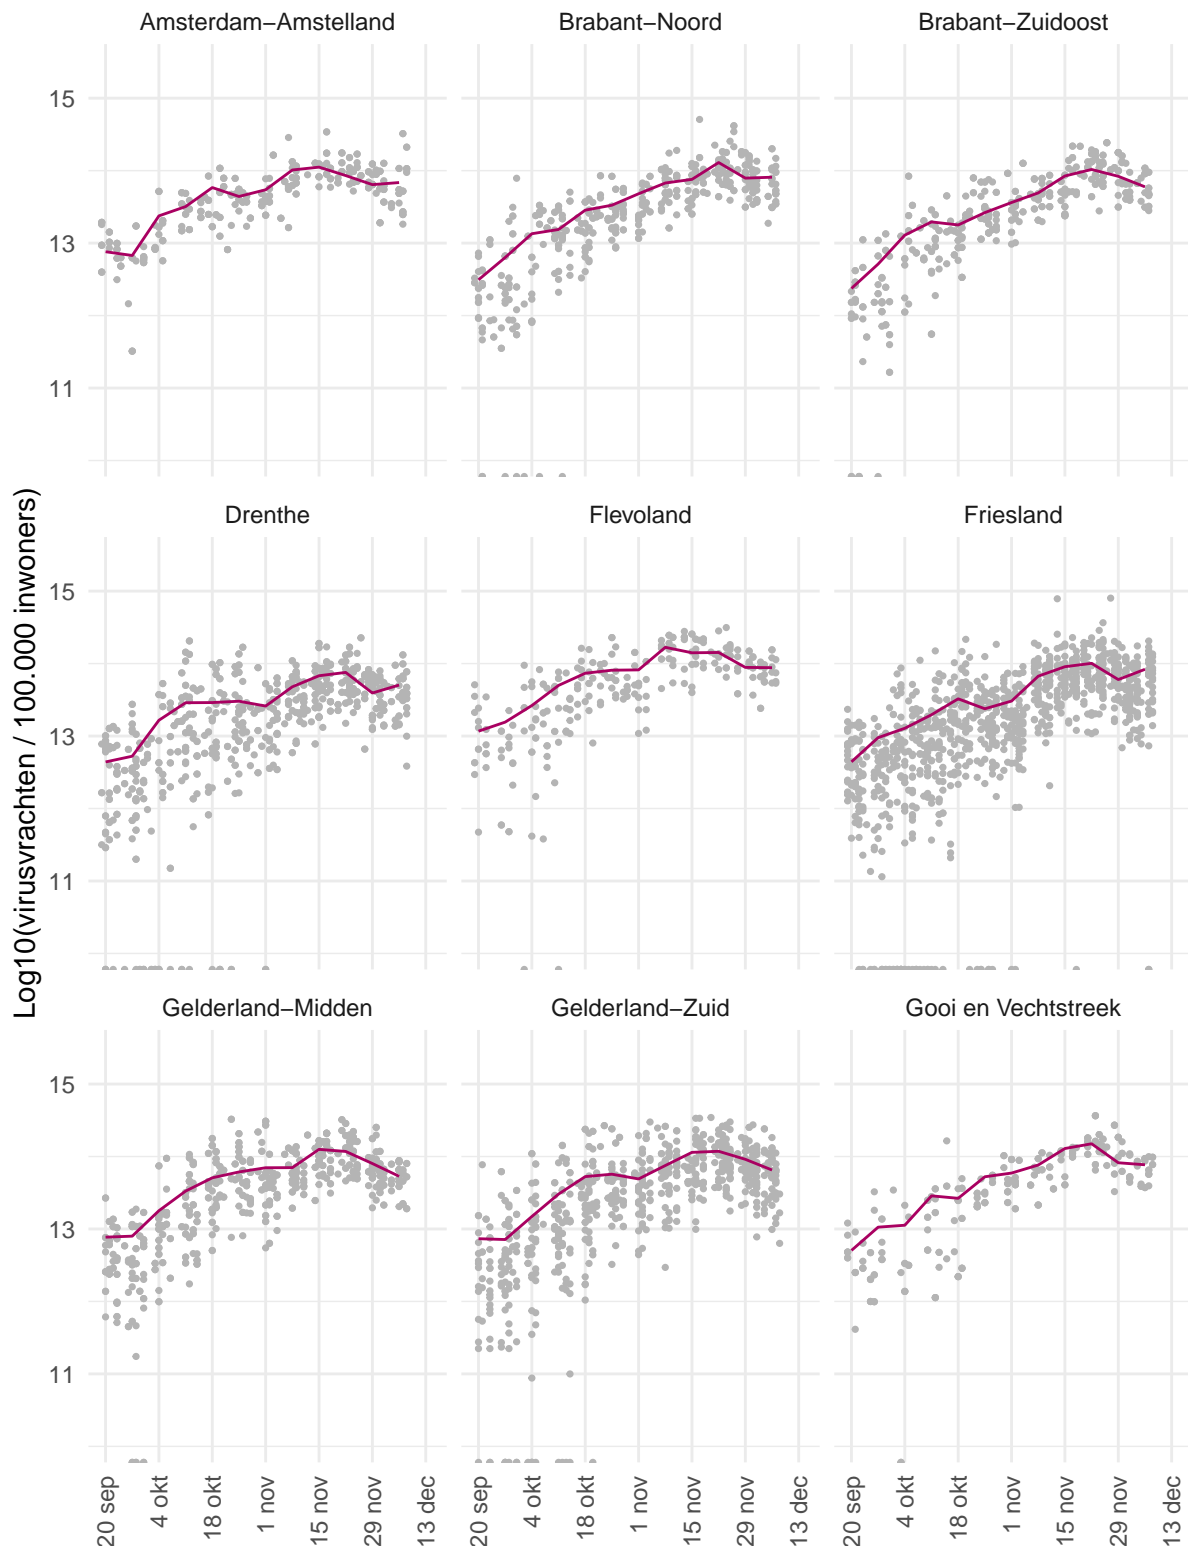 Amsterdam−Amstelland
Brabant−Noord
Brabant−Zuidoost
15
13
11
Drenthe
Flevoland
Friesland
15
13
11
Log10(virusvrachten / 100.000 inwoners)
Gelderland−Midden
Gelderland−Zuid
Gooi en Vechtstreek
15
13
11
20 sep
4 okt
18 okt
1 nov
15 nov
29 nov
13 dec
20 sep
4 okt
18 okt
1 nov
15 nov
29 nov
13 dec
20 sep
4 okt
18 okt
1 nov
15 nov
29 nov
13 dec